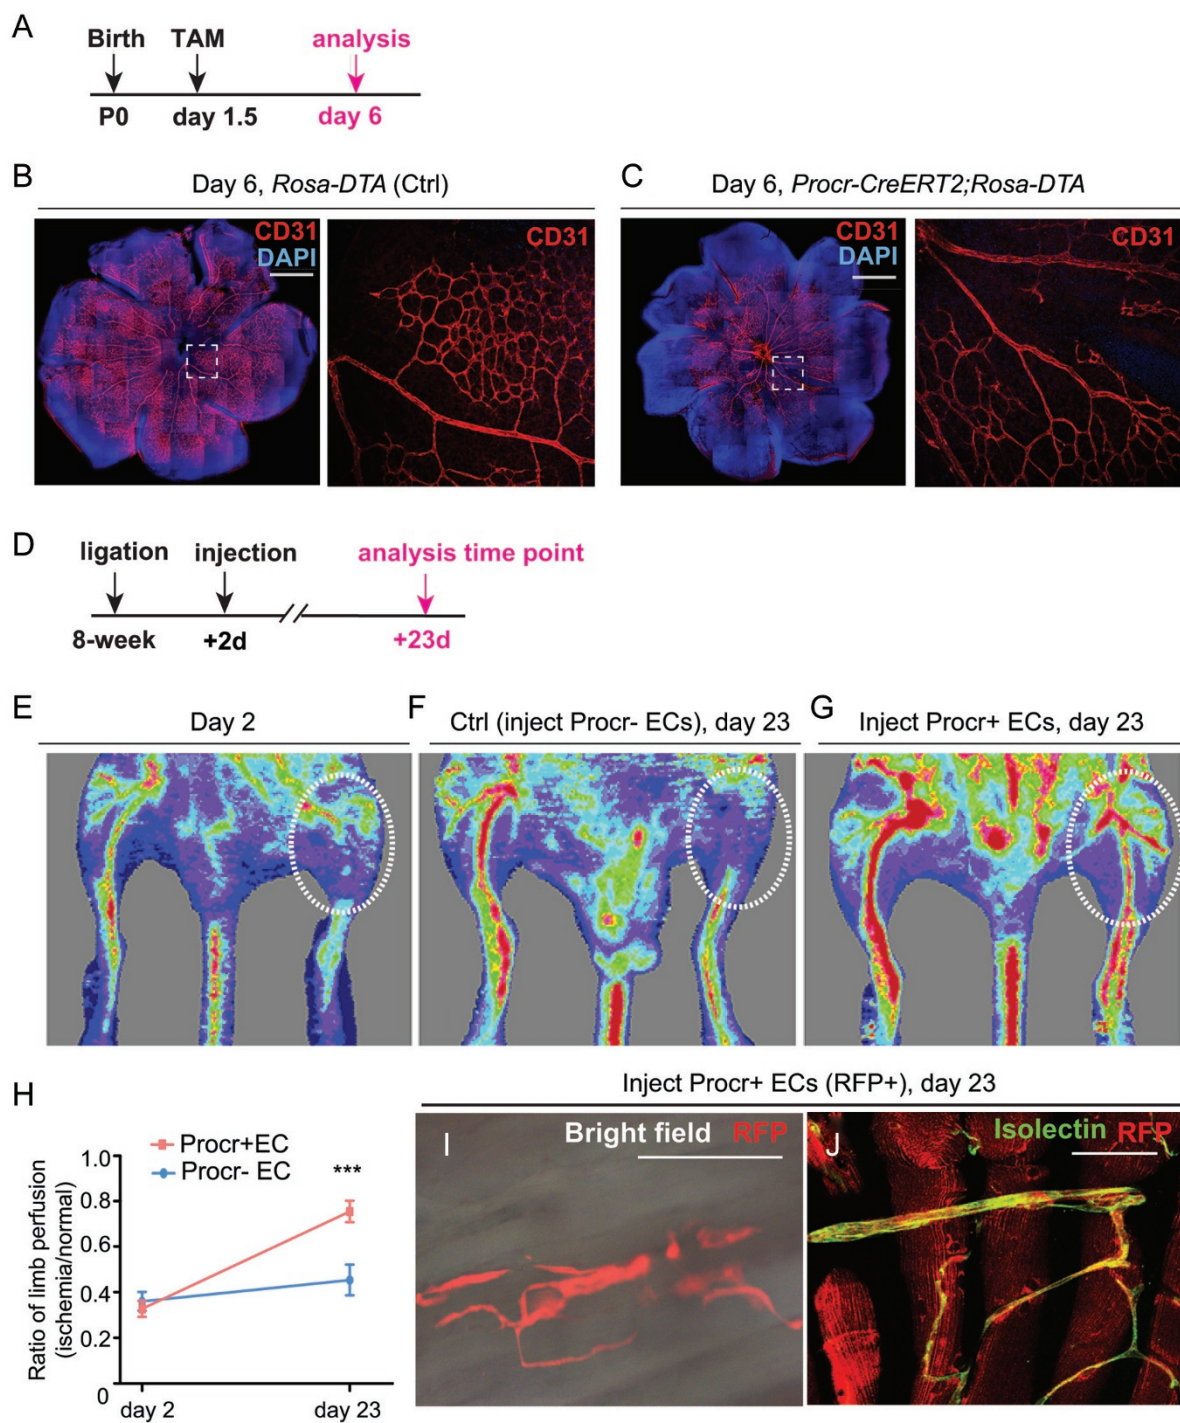 A
Birth TAM analysis
P0 day 1.5 day 6
B Day 6, Rosa-DTA (Ctrl)
CD31
DAPI
CD31
C Day 6, Procr-CreERT2;Rosa-DTA
CD31
DAPI
CD31
D
ligation injection analysis time point
8-week +2d +23d
E Day 2
F Ctrl (inject Procr- ECs), day 23
G Inject Procr+ ECs, day 23
H
Procr+EC
Procr- EC
***
Ratio of limb perfusion
(ischemia/normal)
1.0
0.8
0.6
0.4
0.2
0
day 2 day 23
Inject Procr+ ECs (RFP+), day 23
I Bright field RFP
J Isolectin RFP